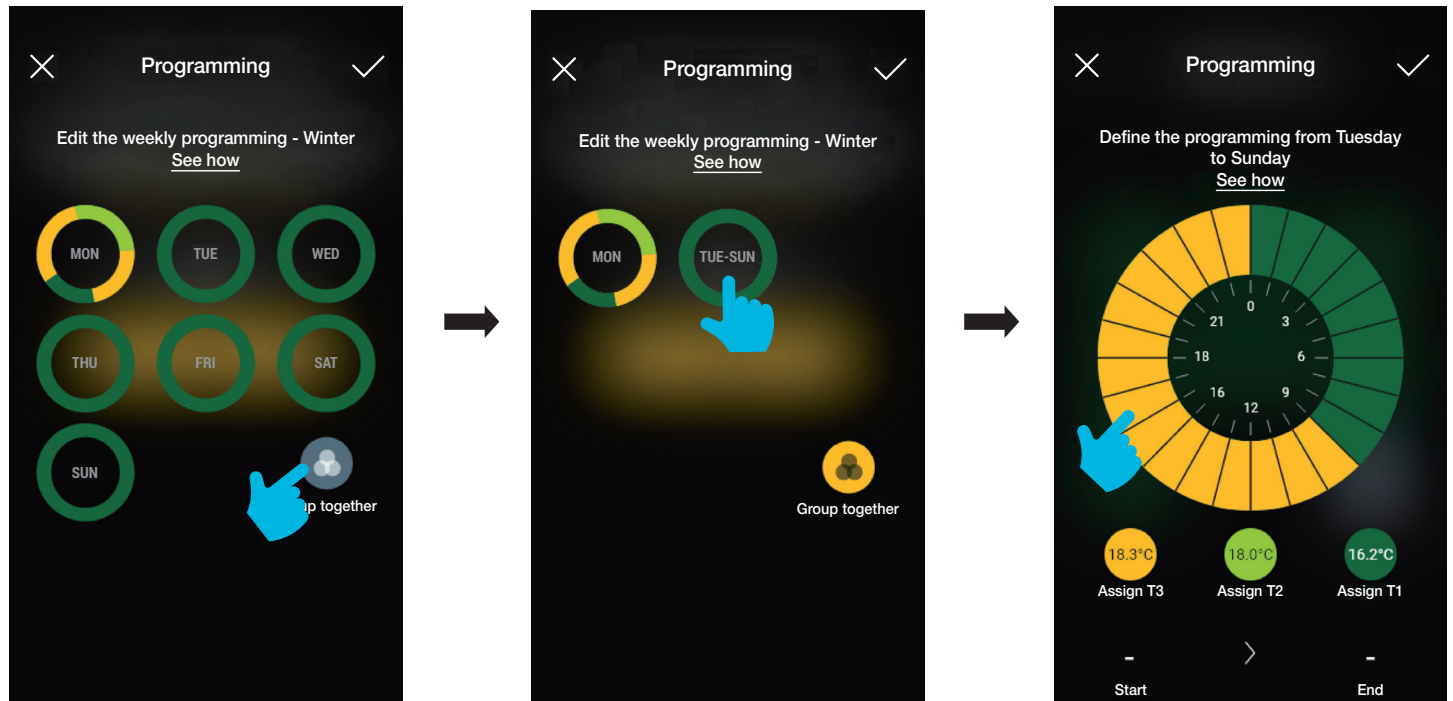 Programming
Edit the weekly programming - Winter
See how
MON
TUE
WED
THU
FRI
SAT
SUN
up together
Programming
Edit the weekly programming - Winter
See how
MON
TUE-SUN
Group together
Programming
Define the programming from Tuesday
to Sunday
See how
0
3
6
9
12
16
18
21
18.3°C
18.0°C
16.2°C
Assign T3
Assign T2
Assign T1
- > -
Start
End